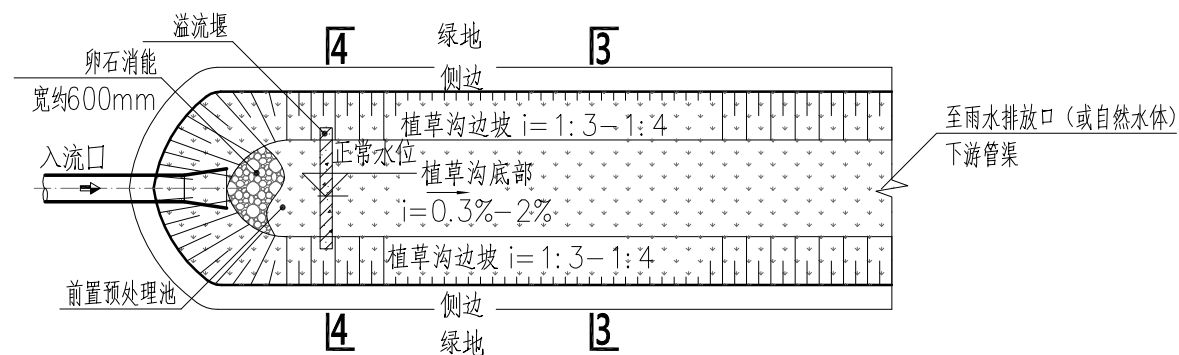 溢流堰
4
绿地
3
卵石消能
宽约600mm
侧边
植草沟边坡 i=1:3-1:4
至雨水排放口（或自然水体）
下游管渠
入流口
正常水位
植草沟底部
i=0.3%-2%
植草沟边坡 i=1:3-1:4
前置预处理池
侧边
4
绿地
3